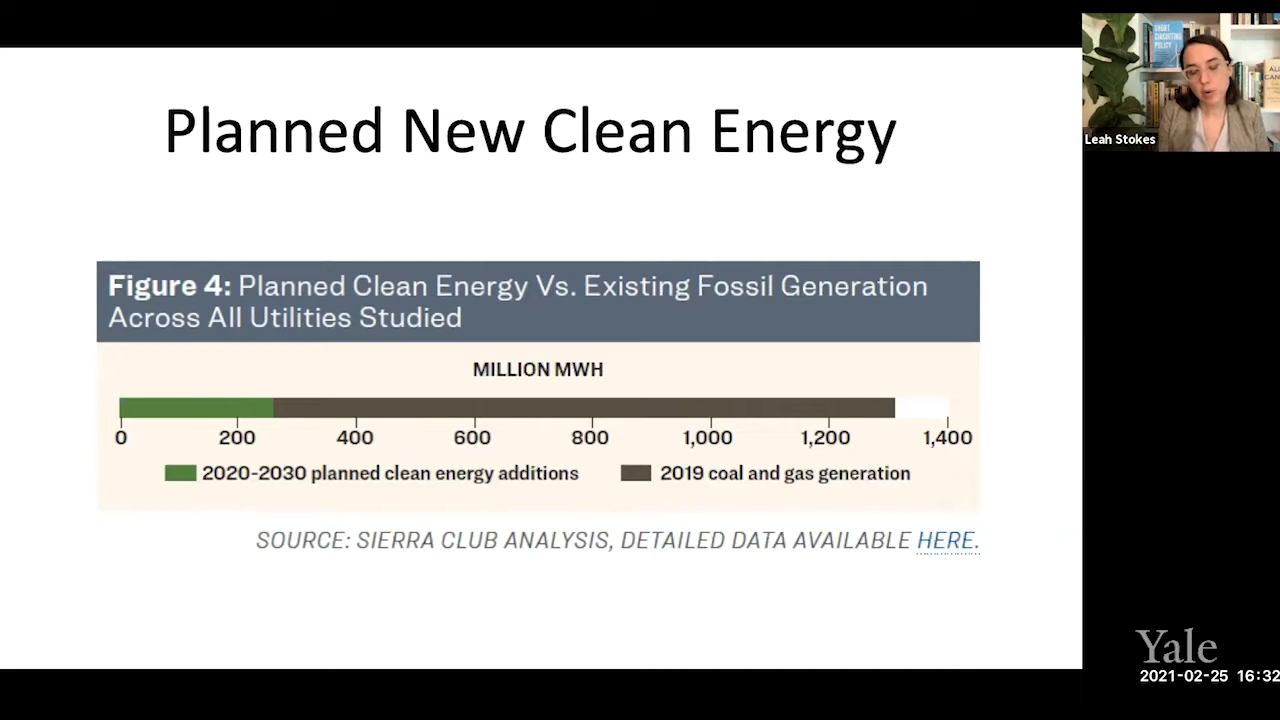 Planned New Clean Energy
Figure 4: Planned Clean Energy Vs. Existing Fossil Generation
Across All Utilities Studied
MILLION MWH
0 200 400 600 800 1,000 1,200 1,400
2020-2030 planned clean energy additions 2019 coal and gas generation
SOURCE: SIERRA CLUB ANALYSIS, DETAILED DATA AVAILABLE HERE.
SHORT
CIRCUITING
POLICY
Leah Stokes
Yale
2021-02-25 16:32